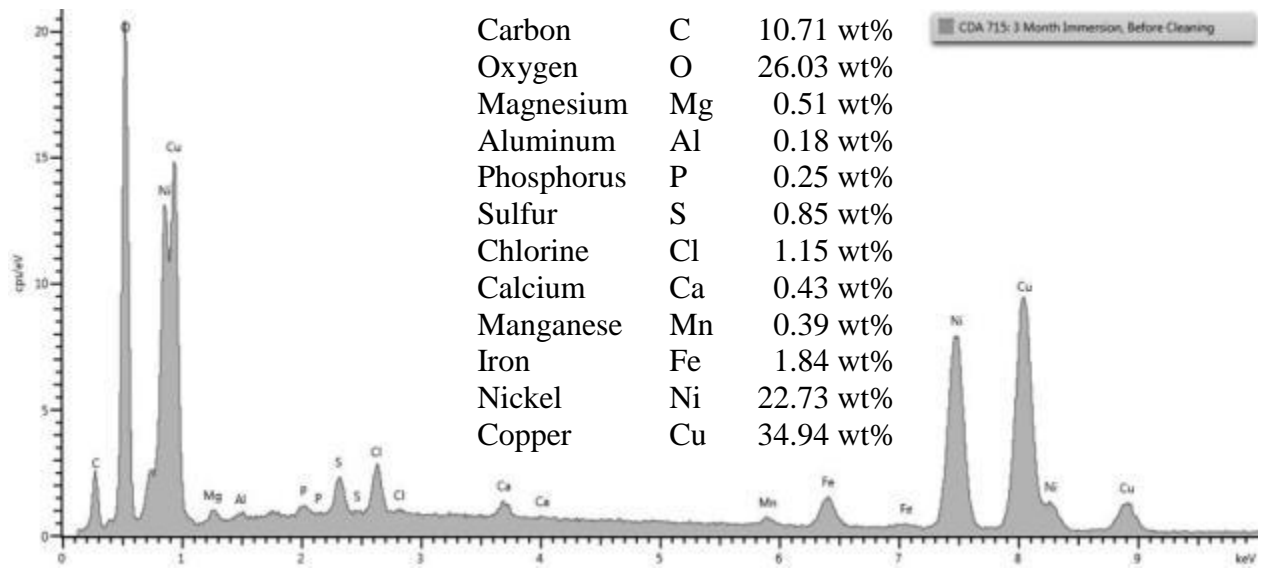 CDA 715: 3 Month Immersion, Before Cleaning
Carbon C 10.71 wt%
Oxygen O 26.03 wt%
Magnesium Mg 0.51 wt%
Aluminum Al 0.18 wt%
Phosphorus P 0.25 wt%
Sulfur S 0.85 wt%
Chlorine Cl 1.15 wt%
Calcium Ca 0.43 wt%
Manganese Mn 0.39 wt%
Iron Fe 1.84 wt%
Nickel Ni 22.73 wt%
Copper Cu 34.94 wt%
cps/eV
20
15
10
5
0
O
Cu
Ni
C
Mg
Al
P
P
S
S
Cl
Cl
Ca
Ca
Mn
Fe
Fe
Ni
Cu
Ni
Cu
0 1 2 3 4 5 6 7 8 9 keV